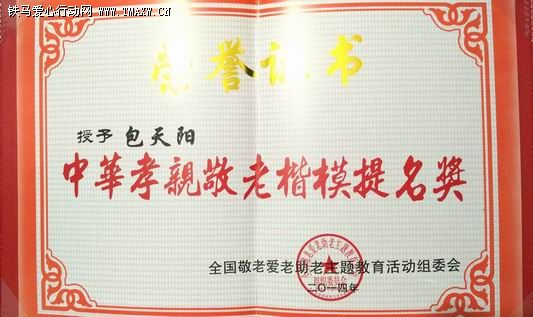 铁马爱心行动网 www.TMAXW.CN
荣誉证书
授予 包天阳
中華孝親敬老楷模提名獎
全国敬老爱老助老主题教育活动组委会
二〇一四年